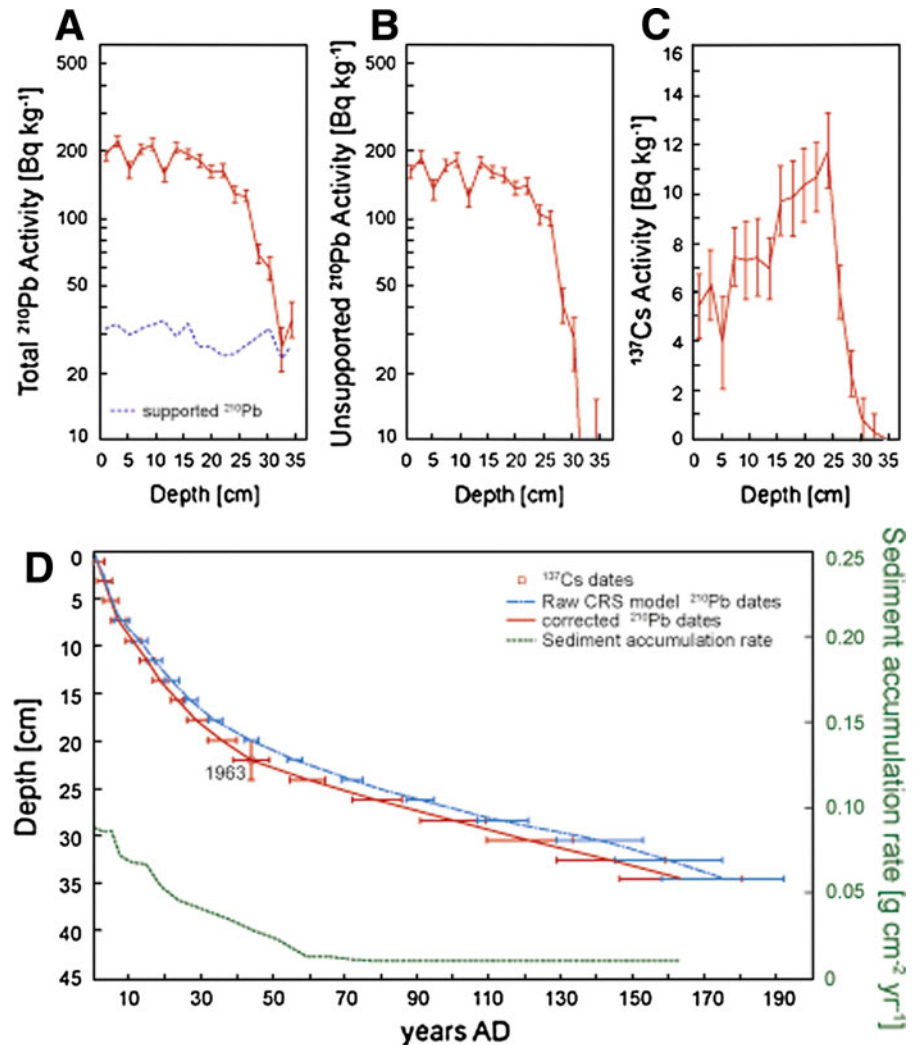 A
B
C
Total ²¹⁰Pb Activity [Bq kg⁻¹]
500
200
100
50
20
10
supported ²¹⁰Pb
0 5 10 15 20 25 30 35
Depth [cm]
Unsupported ²¹⁰Pb Activity [Bq kg⁻¹]
500
200
100
50
20
10
0 5 10 15 20 25 30 35
Depth [cm]
¹³⁷Cs Activity [Bq kg⁻¹]
16
14
12
10
8
6
4
2
0
0 5 10 15 20 25 30 35
Depth [cm]
D
Depth [cm]
0
5
10
15
20
25
30
35
40
45
¹³⁷Cs dates
Raw CRS model ²¹⁰Pb dates
corrected ²¹⁰Pb dates
Sediment accumulation rate
1963
10 30 50 70 90 110 130 150 170 190
years AD
0.25
0.20
0.15
0.10
0.05
0
Sediment accumulation rate [g cm⁻² yr⁻¹]